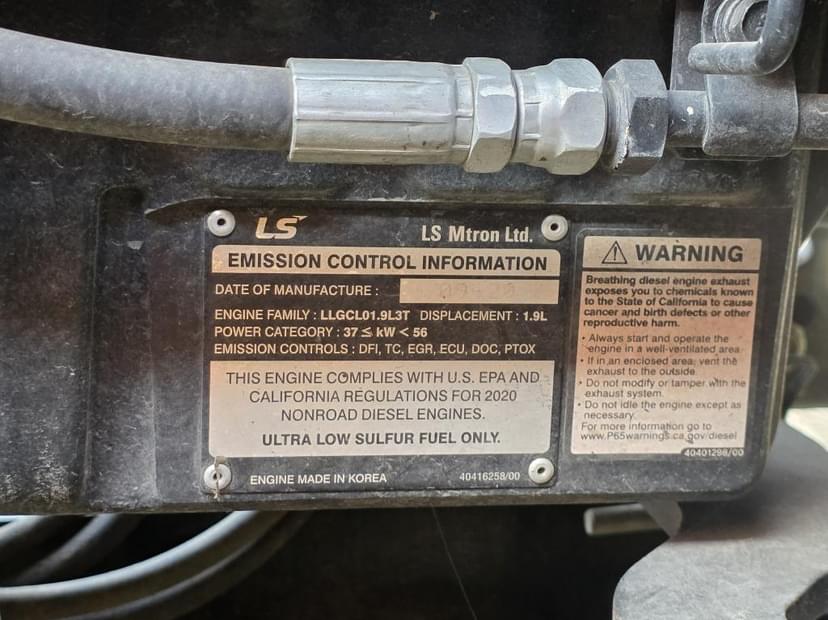 LS
LS Mtron Ltd.
EMISSION CONTROL INFORMATION
DATE OF MANUFACTURE :
ENGINE FAMILY : LLGCL01.9L3T DISPLACEMENT : 1.9L
POWER CATEGORY : 37 ≤ kW < 56
EMISSION CONTROLS : DFI, TC, EGR, ECU, DOC, PTOX
THIS ENGINE COMPLIES WITH U.S. EPA AND
CALIFORNIA REGULATIONS FOR 2020
NONROAD DIESEL ENGINES.
ULTRA LOW SULFUR FUEL ONLY.
ENGINE MADE IN KOREA
40416258/00
WARNING
Breathing diesel engine exhaust
exposes you to chemicals known
to the State of California to cause
cancer and birth defects or other
reproductive harm.
• Always start and operate the
engine in a well-ventilated area.
• If in an enclosed area, vent the
exhaust to the outside.
• Do not modify or tamper with the
exhaust system.
• Do not idle the engine except as
necessary.
For more information go to
www.P65warnings.ca.gov/diesel
40401298/00